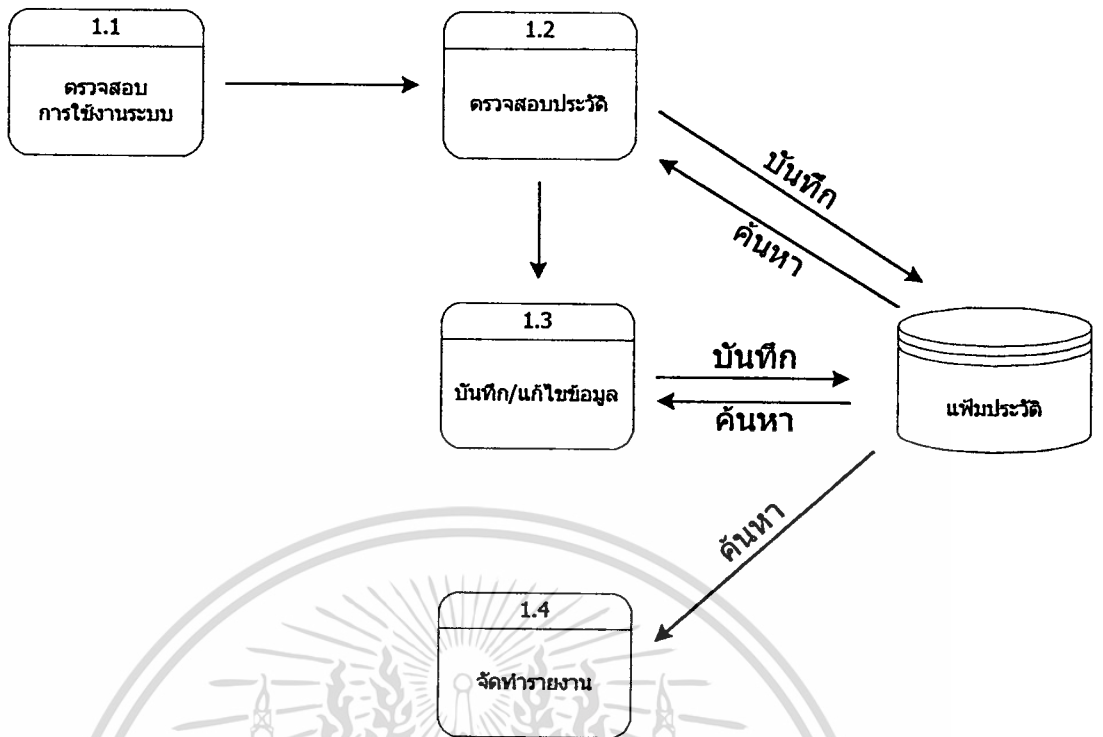 1.1
ตรวจสอบ
การใช้งานระบบ
1.2
ตรวจสอบประวัติ
บันทึก
ค้นหา
1.3
บันทึก/แก้ไขข้อมูล
บันทึก
ค้นหา
แฟ้มประวัติ
ค้นหา
1.4
จัดทำรายงาน